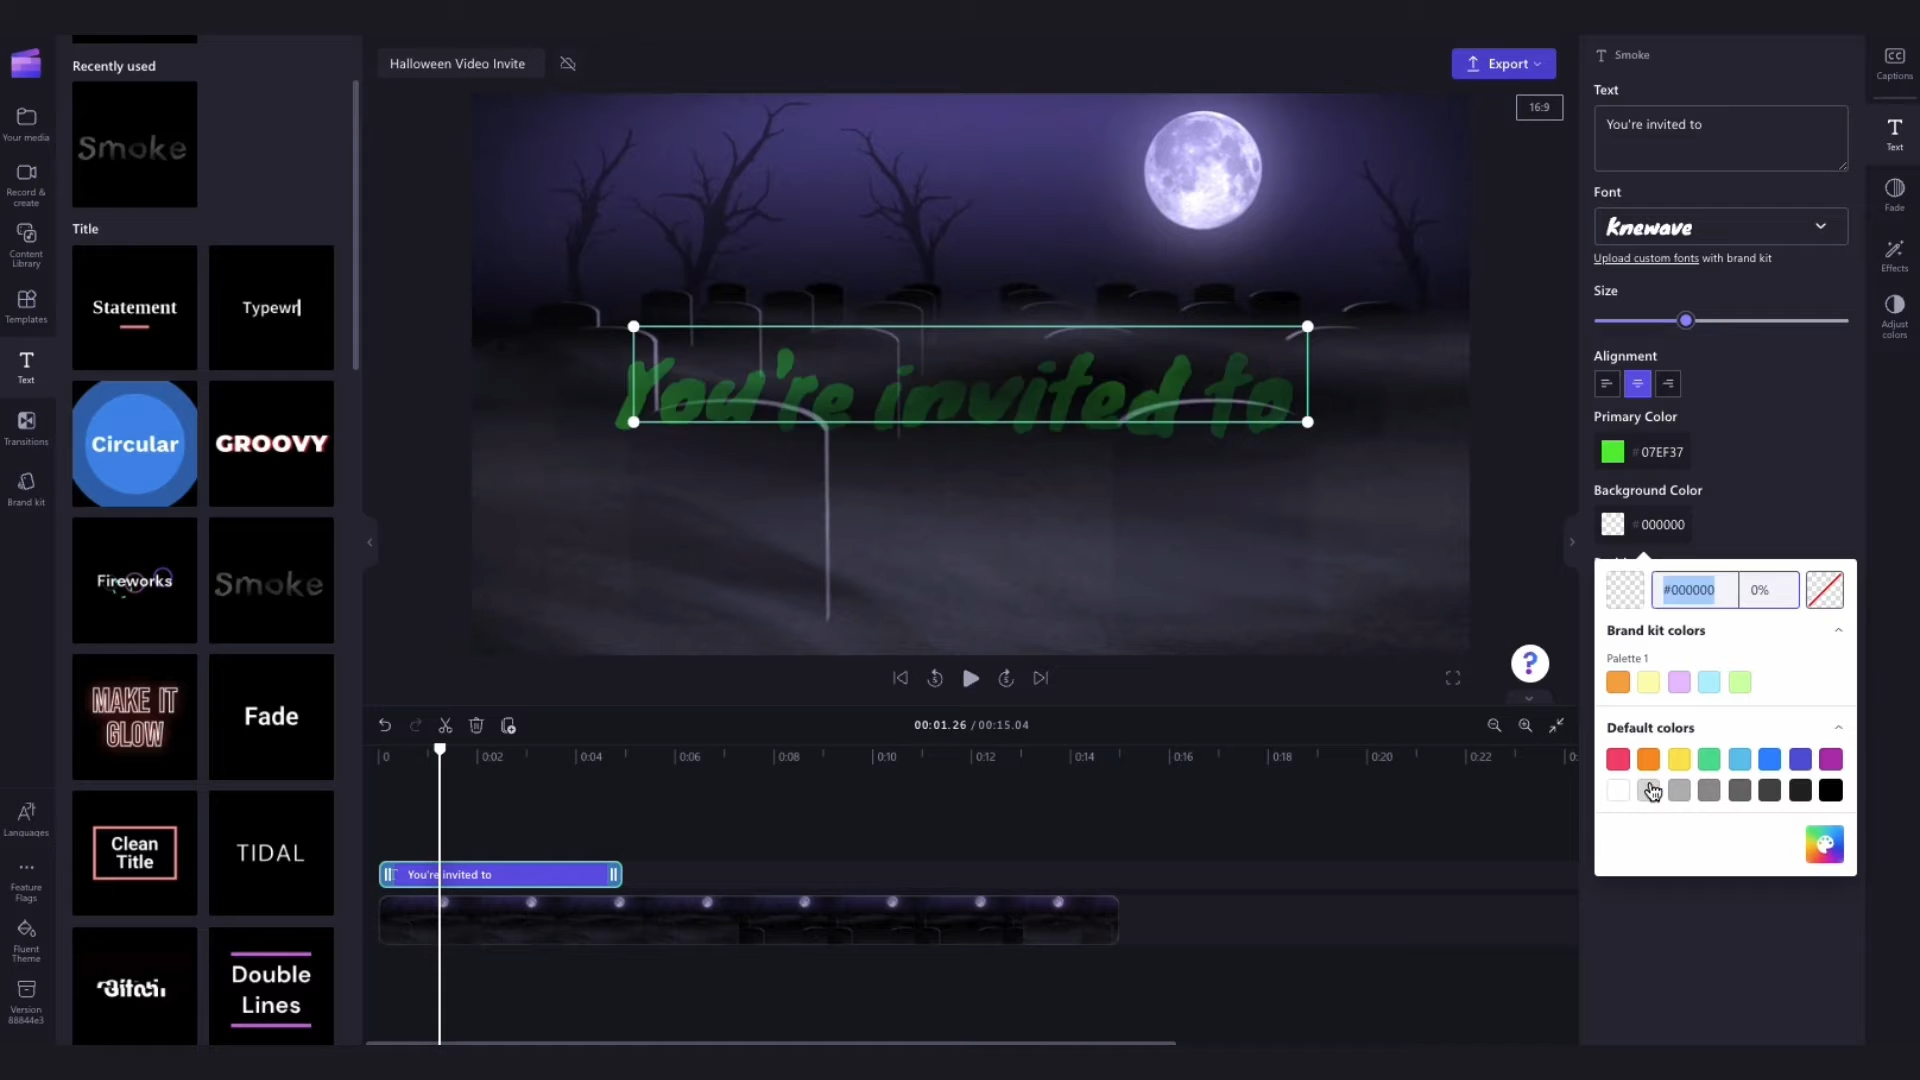 Your media
Record &
create
Content
Library
Templates
Text
Transitions
Brand kit
Languages
Feature
Flags
Fluent
Theme
Version
88844e3
Recently used
Smoke
Title
Statement
Typewr
Circular
GROOVY
Fireworks
Smoke
MAKE IT
GLOW
Fade
Clean
Title
TIDAL
Glitch
Double
Lines
Halloween Video Invite
Export
16:9
You're invited to
?
00:01.26 / 00:15.04
0
0:02
0:04
0:06
0:08
0:10
0:12
0:14
0:16
0:18
0:20
0:22
0:
You're invited to
T Smoke
Text
You're invited to
Font
Knewave
Upload custom fonts with brand kit
Size
Alignment
Primary Color
# 07EF37
Background Color
# 000000
#000000
0%
Brand kit colors
Palette 1
Default colors
CC
Captions
T
Text
Fade
Effects
Adjust
colors